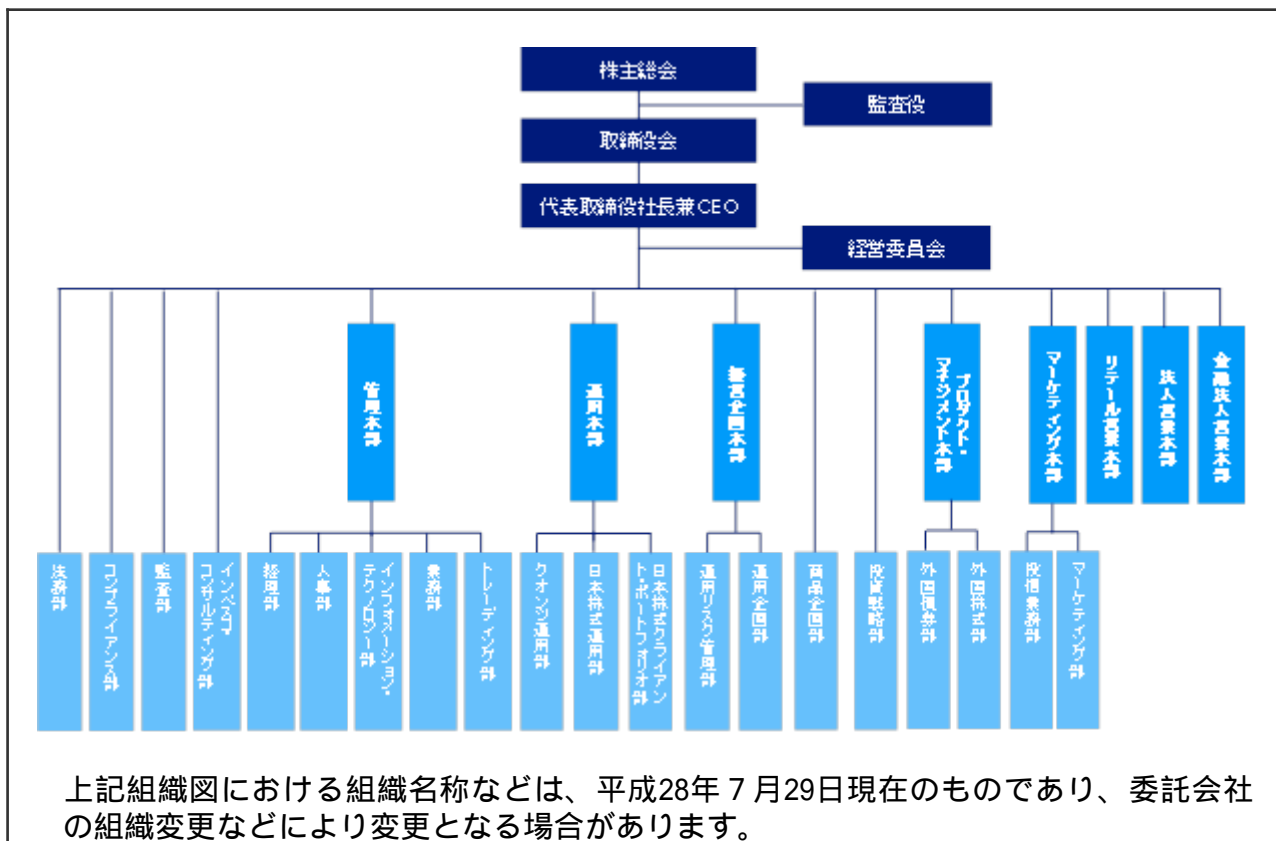 株主総会
監査役
取締役会
代表取締役社長兼CEO
経営委員会
管理本部
運用本部
経営企画本部
プロダクト・
マネジメント本部
マーケティング本部
リテール営業本部
法人営業本部
金融法人営業本部
法務部
コンプライアンス部
監査部
インベスコ
コンサルティング部
経理部
人事部
インフォメーション・
テクノロジー部
業務部
トレーディング部
クオンツ運用部
日本株式運用部
日本株式クライアン
ト・ポートフォリオ部
運用リスク管理部
運用企画部
商品企画部
投資戦略部
外国債券部
外国株式部
投信業務部
マーケティング部
上記組織図における組織名称などは、平成28年７月29日現在のものであり、委託会社
の組織変更などにより変更となる場合があります。